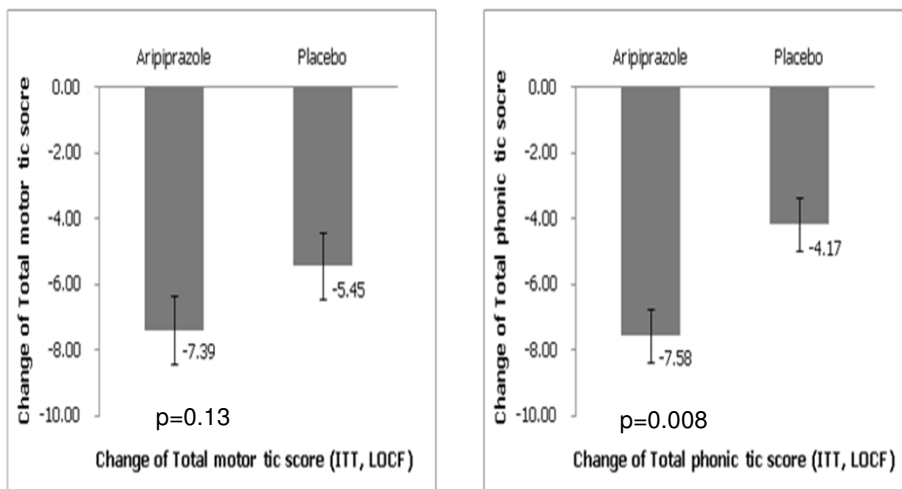 Change of Total motor tic socre
Aripiprazole Placebo
0.00
-2.00
-4.00
-6.00
-8.00
-10.00
-7.39
-5.45
p=0.13
Change of Total motor tic score (ITT, LOCF)
Change of Total phonic tic socre
Aripiprazole Placebo
0.00
-2.00
-4.00
-6.00
-8.00
-10.00
-7.58
-4.17
p=0.008
Change of Total phonic tic score (ITT, LOCF)